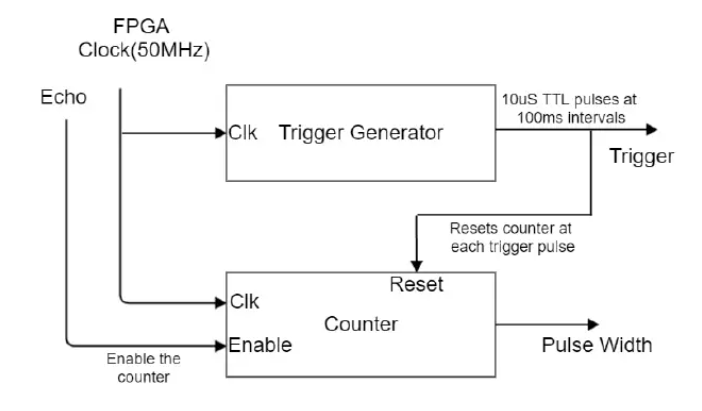 FPGA
Clock(50MHz)
Echo
Clk
Trigger Generator
10uS TTL pulses at
100ms intervals
Trigger
Resets counter at
each trigger pulse
Reset
Clk
Counter
Enable
Pulse Width
Enable the
counter